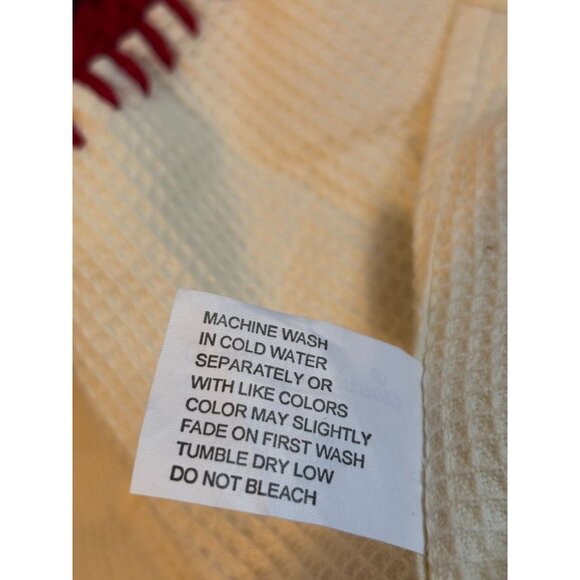 MACHINE WASH
IN COLD WATER
SEPARATELY OR
WITH LIKE COLORS
COLOR MAY SLIGHTLY
FADE ON FIRST WASH
TUMBLE DRY LOW
DO NOT BLEACH